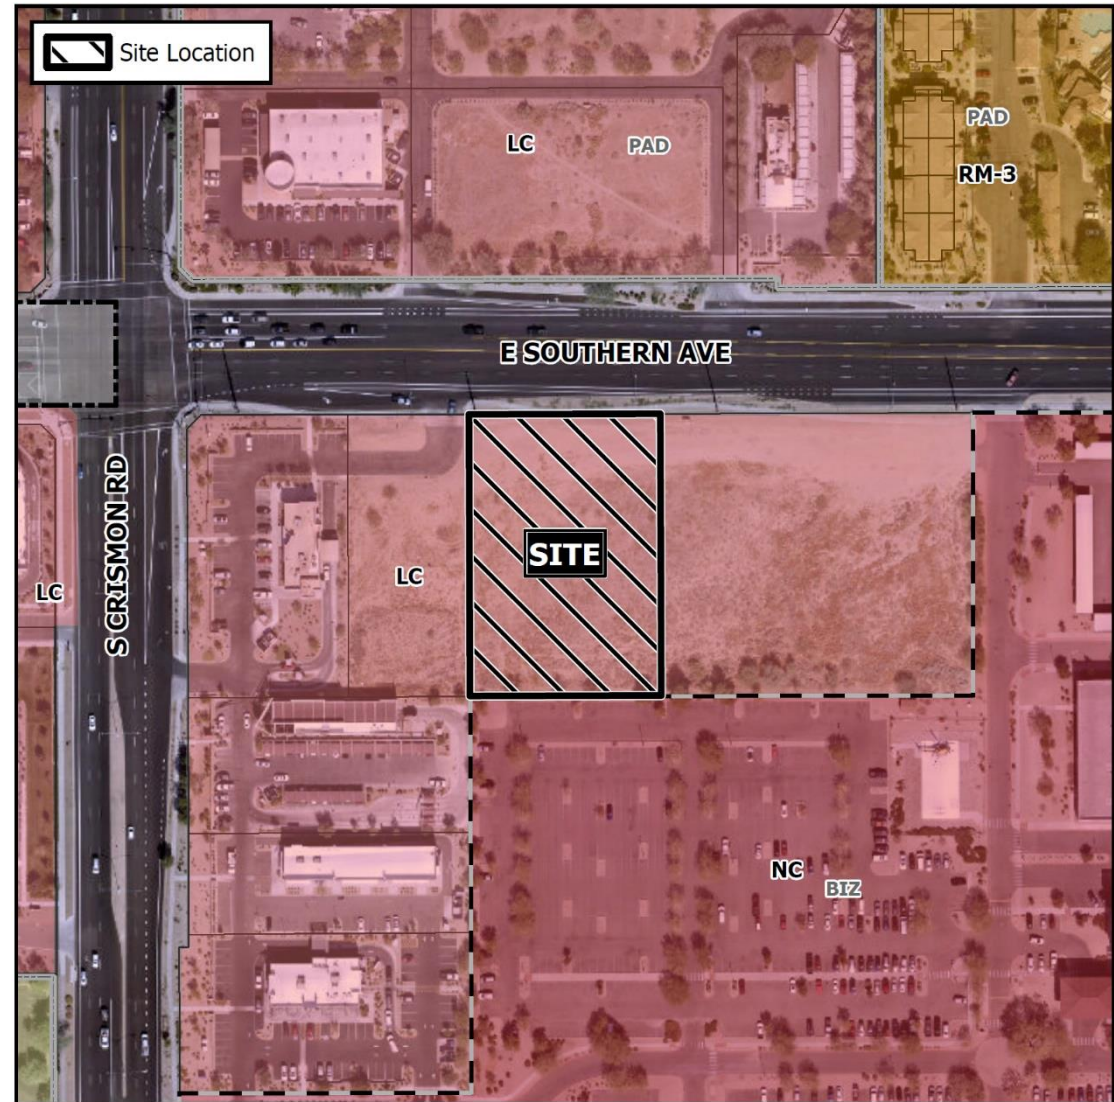 Site Location
LC
PAD
PAD
RM-3
E SOUTHERN AVE
S CRISMON RD
LC
LC
SITE
NC
BIZ